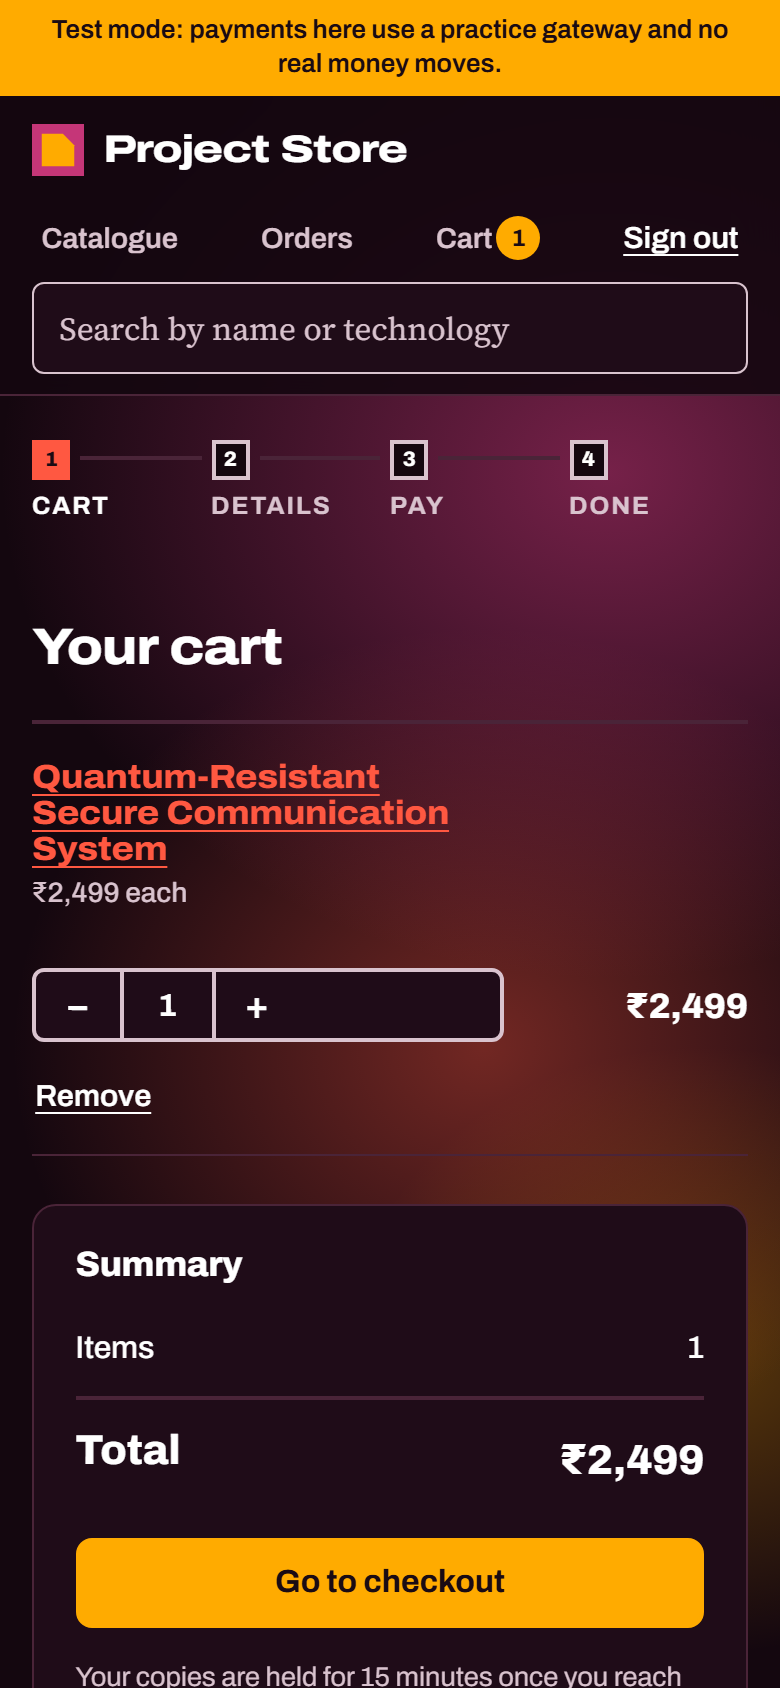 Test mode: payments here use a practice gateway and no
real money moves.
Project Store
Catalogue Orders Cart 1 Sign out
Search by name or technology
1 2 3 4
CART DETAILS PAY DONE
Your cart
Quantum-Resistant
Secure Communication
System
₹2,499 each
− 1 + ₹2,499
Remove
Summary
Items 1
Total ₹2,499
Go to checkout
Your copies are held for 15 minutes once you reach